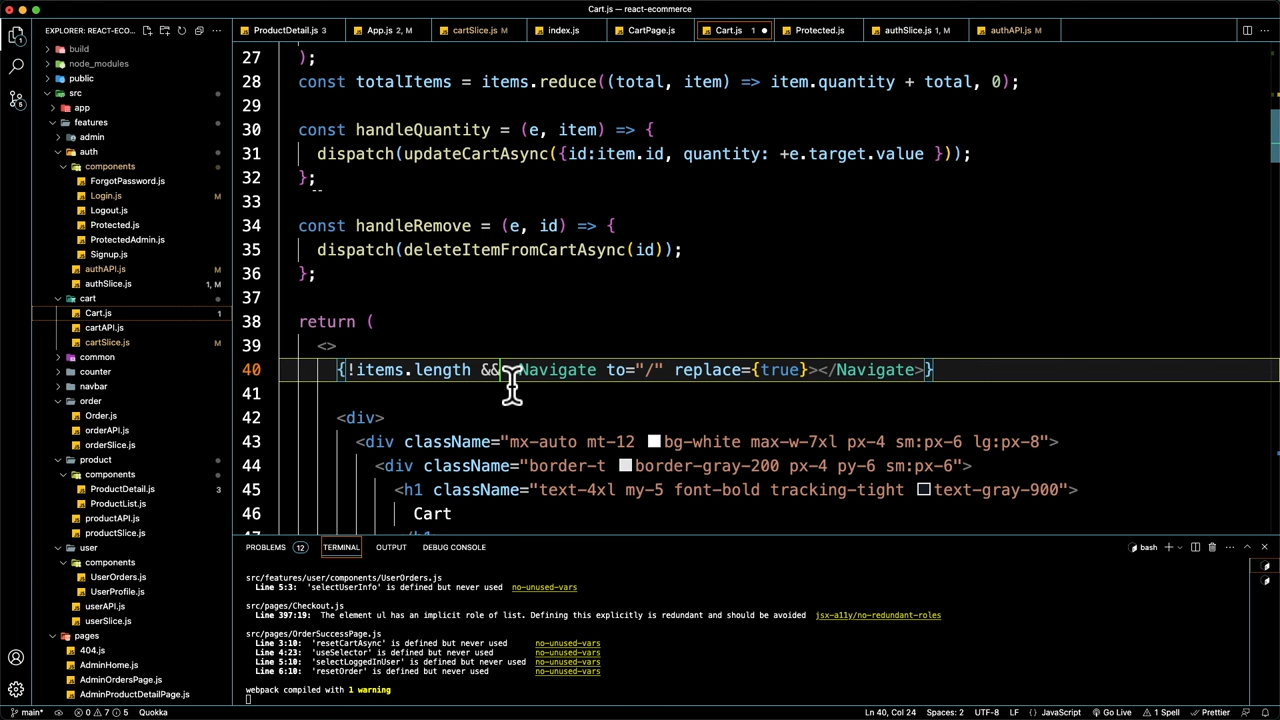 Cart.js — react-ecommerce
EXPLORER: REACT-ECO...
ProductDetail.js 3
App.js 2, M
cartSlice.js M
index.js
CartPage.js
Cart.js 1
Protected.js
authSlice.js 1, M
authAPI.js M
build
node_modules
public
src
app
features
admin
auth
components
ForgotPassword.js
Login.js M
Logout.js
Protected.js
ProtectedAdmin.js
Signup.js
authAPI.js M
authSlice.js 1, M
cart
Cart.js 1
cartAPI.js
cartSlice.js M
common
counter
navbar
order
Order.js
orderAPI.js
orderSlice.js
product
components
ProductDetail.js 3
ProductList.js
productAPI.js
productSlice.js
user
components
UserOrders.js
UserProfile.js
userAPI.js
userSlice.js
pages
404.js
AdminHome.js
AdminOrdersPage.js
AdminProductDetailPage.js
27 );
28 const totalItems = items.reduce((total, item) => item.quantity + total, 0);
29
30 const handleQuantity = (e, item) => {
31 dispatch(updateCartAsync({id:item.id, quantity: +e.target.value }));
32 };
33
34 const handleRemove = (e, id) => {
35 dispatch(deleteItemFromCartAsync(id));
36 };
37
38 return (
39 <>
40 {!items.length && <Navigate to="/" replace={true}></Navigate>}
41
42 <div>
43 <div className="mx-auto mt-12 bg-white max-w-7xl px-4 sm:px-6 lg:px-8">
44 <div className="border-t border-gray-200 px-4 py-6 sm:px-6">
45 <h1 className="text-4xl my-5 font-bold tracking-tight text-gray-900">
46 Cart
47 </h1>
PROBLEMS 12 TERMINAL OUTPUT DEBUG CONSOLE
bash
src/features/user/components/UserOrders.js
Line 5:3: 'selectUserInfo' is defined but never used no-unused-vars
src/pages/Checkout.js
Line 397:19: The element ul has an implicit role of list. Defining this explicitly is redundant and should be avoided jsx-a11y/no-redundant-roles
src/pages/OrderSuccessPage.js
Line 3:10: 'resetCartAsync' is defined but never used no-unused-vars
Line 4:23: 'useSelector' is defined but never used no-unused-vars
Line 5:10: 'selectLoggedInUser' is defined but never used no-unused-vars
Line 6:10: 'resetOrder' is defined but never used no-unused-vars
webpack compiled with 1 warning
main* 0 7 5 Quokka
Ln 40, Col 24 Spaces: 2 UTF-8 LF JavaScript Go Live 1 Spell Prettier